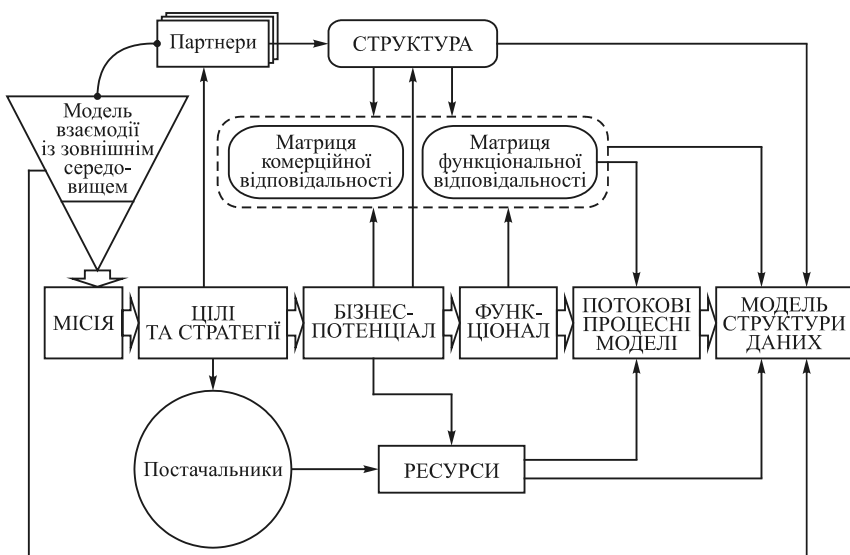 Партнери
СТРУКТУРА
Модель
взаємодії
із зовнішнім
середо-
вищем
Матриця
комерційної
відповідальності
Матриця
функціональної
відповідальності
МІСІЯ
ЦІЛІ
ТА СТРАТЕГІЇ
БІЗНЕС-
ПОТЕНЦІАЛ
ФУНК-
ЦІОНАЛ
ПОТОКОВІ
ПРОЦЕСНІ
МОДЕЛІ
МОДЕЛЬ
СТРУКТУРИ
ДАНИХ
Постачальники
РЕСУРСИ